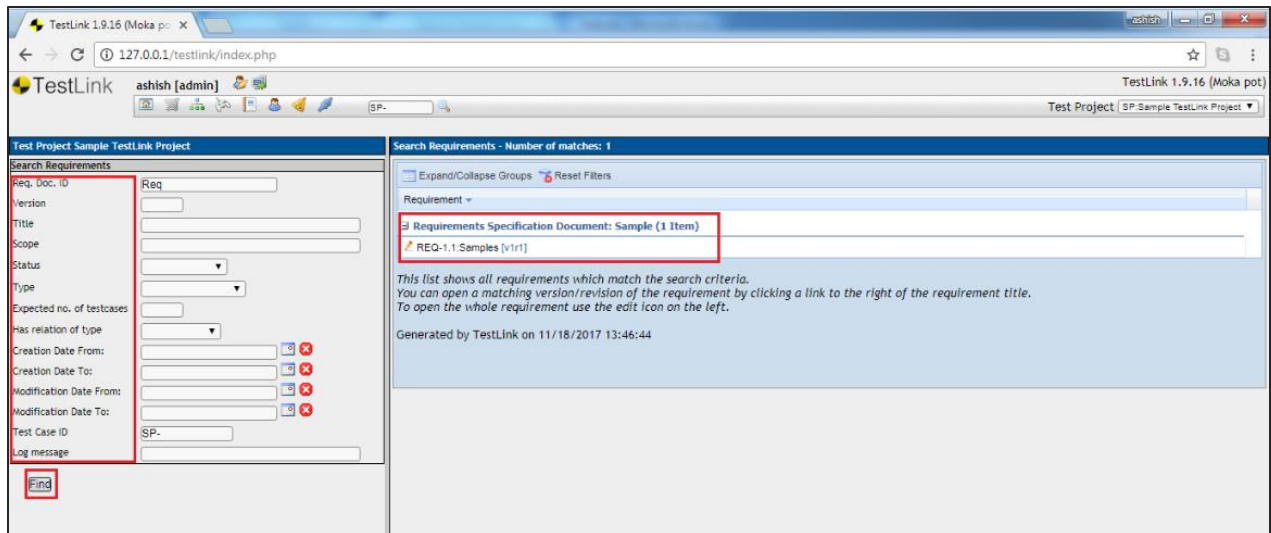 TestLink 1.9.16 (Moka po
ashish
127.0.0.1/testlink/index.php
TestLink ashish [admin]
TestLink 1.9.16 (Moka pot)
SP-
Test Project SP:Sample TestLink Project
Test Project Sample TestLink Project
Search Requirements
Req. Doc. ID Req
Version
Title
Scope
Status
Type
Expected no. of testcases
Has relation of type
Creation Date From:
Creation Date To:
Modification Date From:
Modification Date To:
Test Case ID SP-
Log message
Find
Search Requirements - Number of matches: 1
Expand/Collapse Groups Reset Filters
Requirement
Requirements Specification Document: Sample (1 Item)
REQ-1.1:Samples [v1r1]
This list shows all requirements which match the search criteria.
You can open a matching version/revision of the requirement by clicking a link to the right of the requirement title.
To open the whole requirement use the edit icon on the left.
Generated by TestLink on 11/18/2017 13:46:44